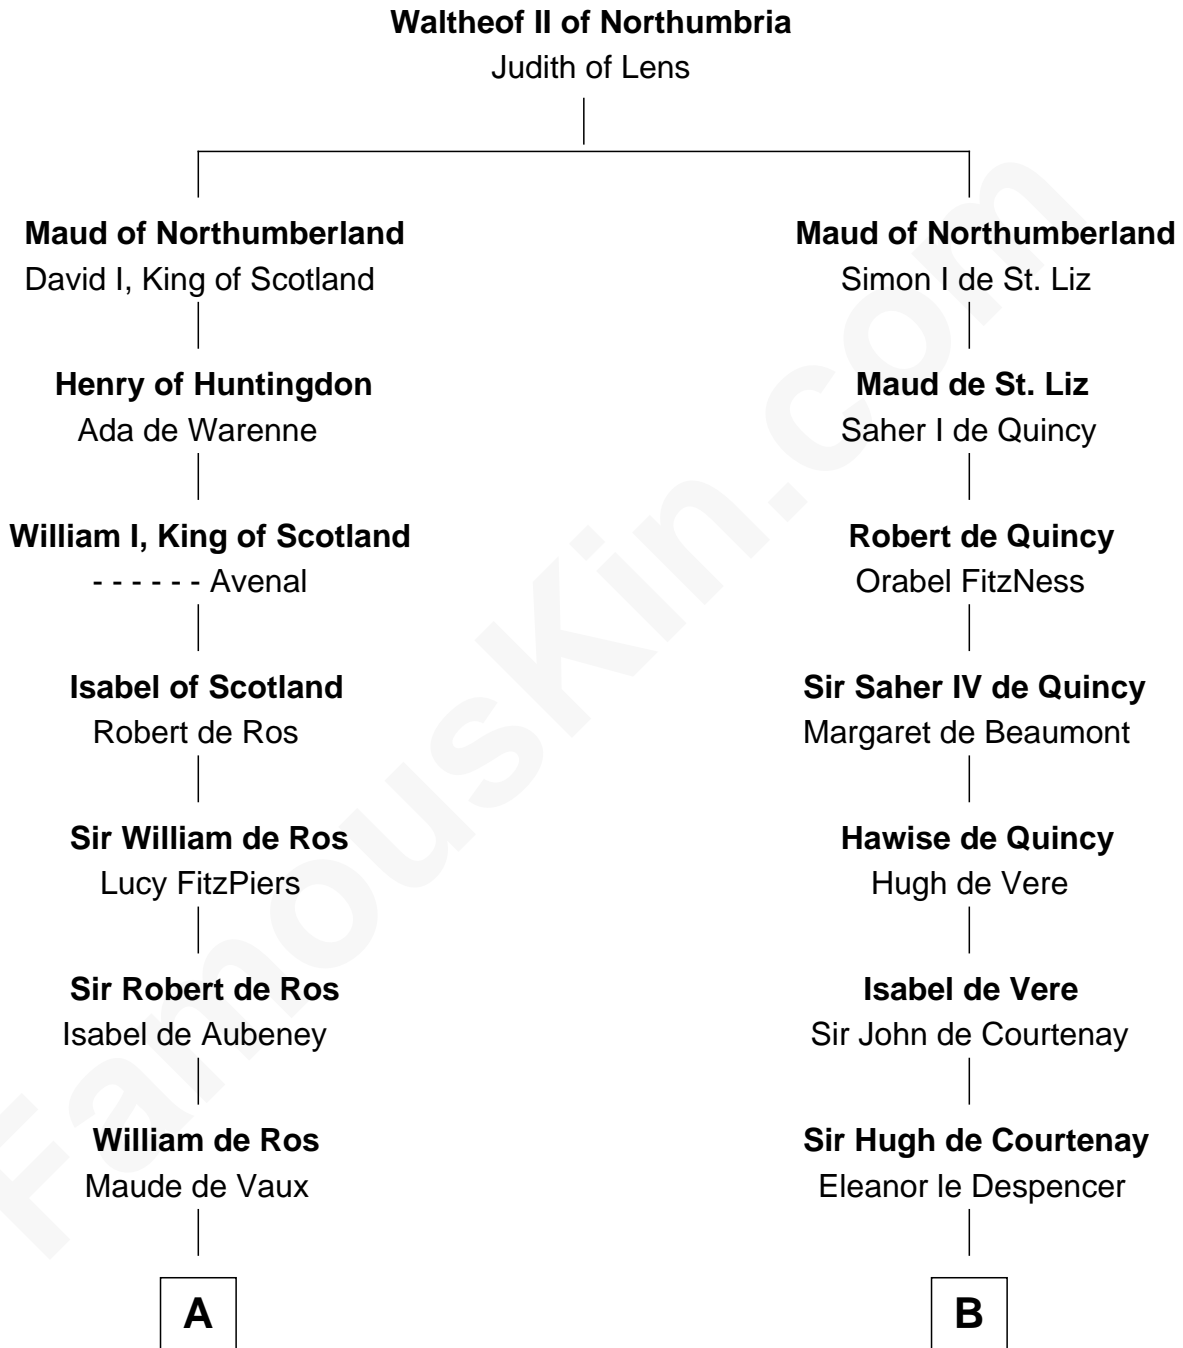 Waltheof II of Northumbria
Judith of Lens
Maud of Northumberland
David I, King of Scotland
Henry of Huntingdon
Ada de Warenne
William I, King of Scotland
- - - - - - Avenal
Isabel of Scotland
Robert de Ros
Sir William de Ros
Lucy FitzPiers
Sir Robert de Ros
Isabel de Aubeney
William de Ros
Maude de Vaux
A
Maud of Northumberland
Simon I de St. Liz
Maud de St. Liz
Saher I de Quincy
Robert de Quincy
Orabel FitzNess
Sir Saher IV de Quincy
Margaret de Beaumont
Hawise de Quincy
Hugh de Vere
Isabel de Vere
Sir John de Courtenay
Sir Hugh de Courtenay
Eleanor le Despencer
B
FamousKin.com